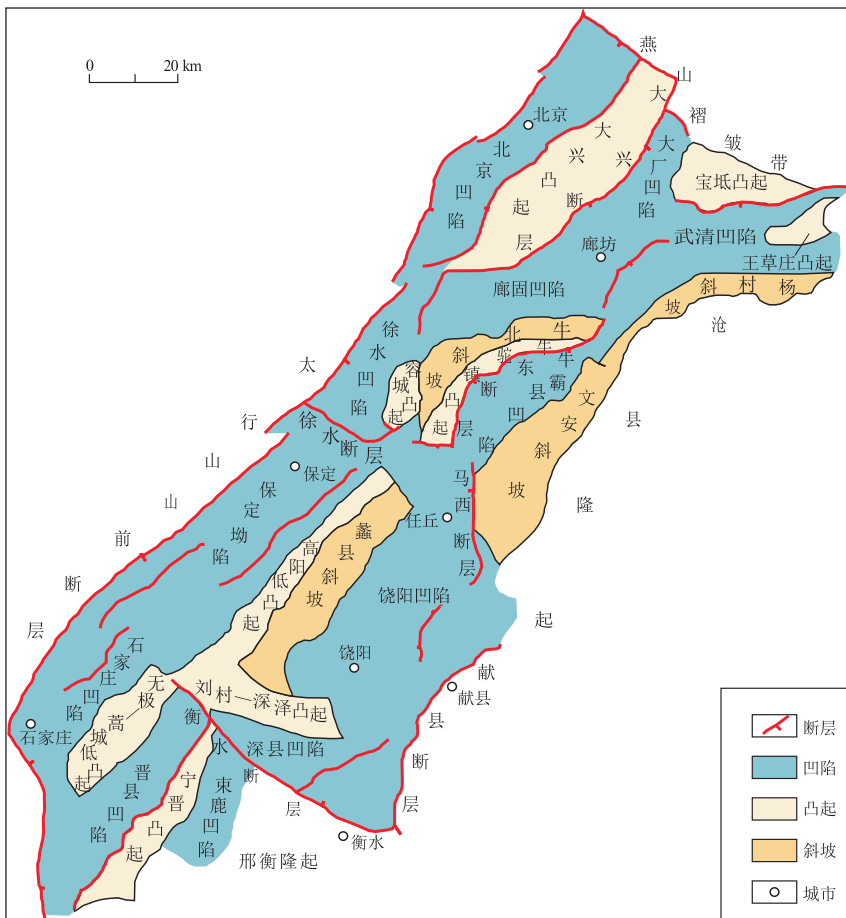 0 20 km
燕山褶皱带
北京
北京凹陷
大兴凸起
大兴断层
大厂凹陷
宝坻凸起
武清凹陷
王草庄凸起
廊坊
廊固凹陷
杨村斜坡
沧县隆起
太行山山前断层
徐水凹陷
容城凸起
牛北斜坡
牛驼镇凸起
牛东断层
霸县凹陷
文安斜坡
徐水断层
保定
保定坳陷
马西断层
任丘
高阳低凸起
蠡县斜坡
饶阳凹陷
饶阳
石家庄凹陷
石家庄
无极—蒿城低凸起
刘村—深泽凸起
献县
献县断层
衡水断层
深县凹陷
晋县凹陷
宁晋凸起
束鹿凹陷
衡水
邢衡隆起
断层
凹陷
凸起
斜坡
城市